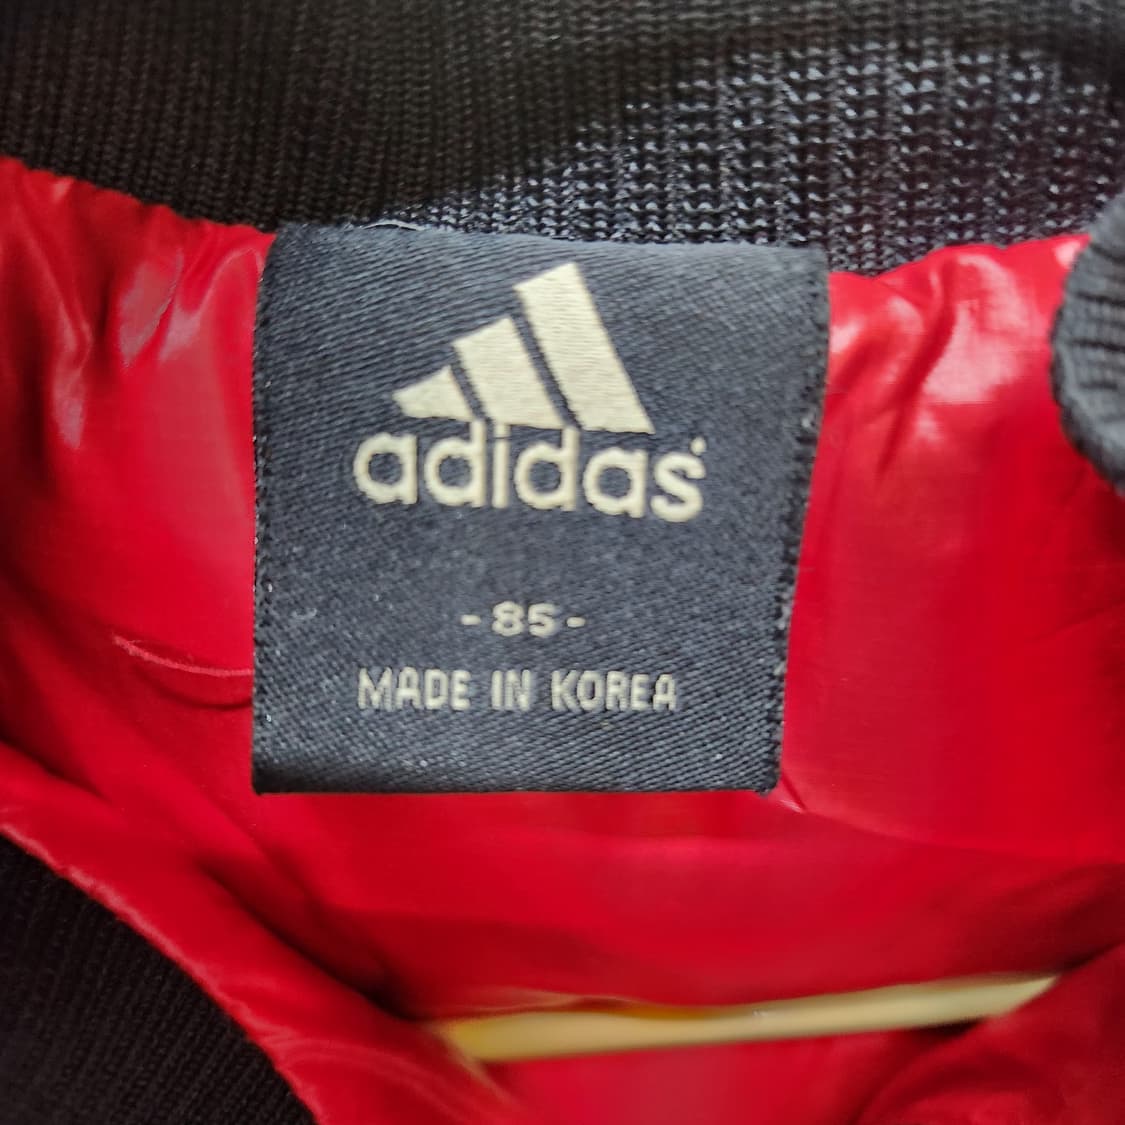 adidas
-85-
MADE IN KOREA